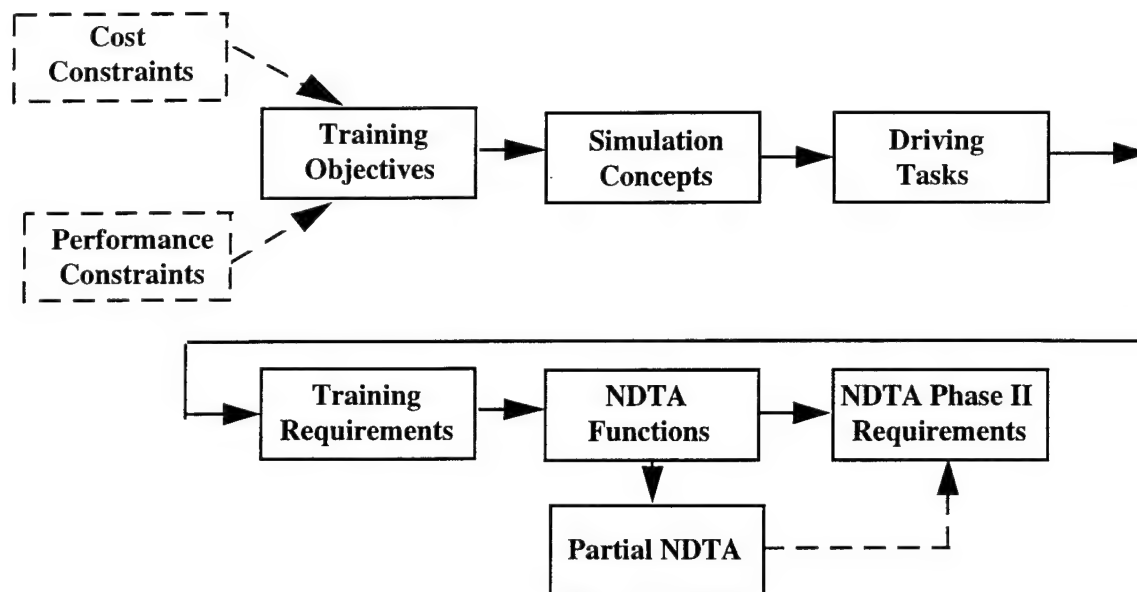 Cost
Constraints
Training
Objectives
Simulation
Concepts
Driving
Tasks
Performance
Constraints
Training
Requirements
NDTA
Functions
NDTA Phase II
Requirements
Partial NDTA